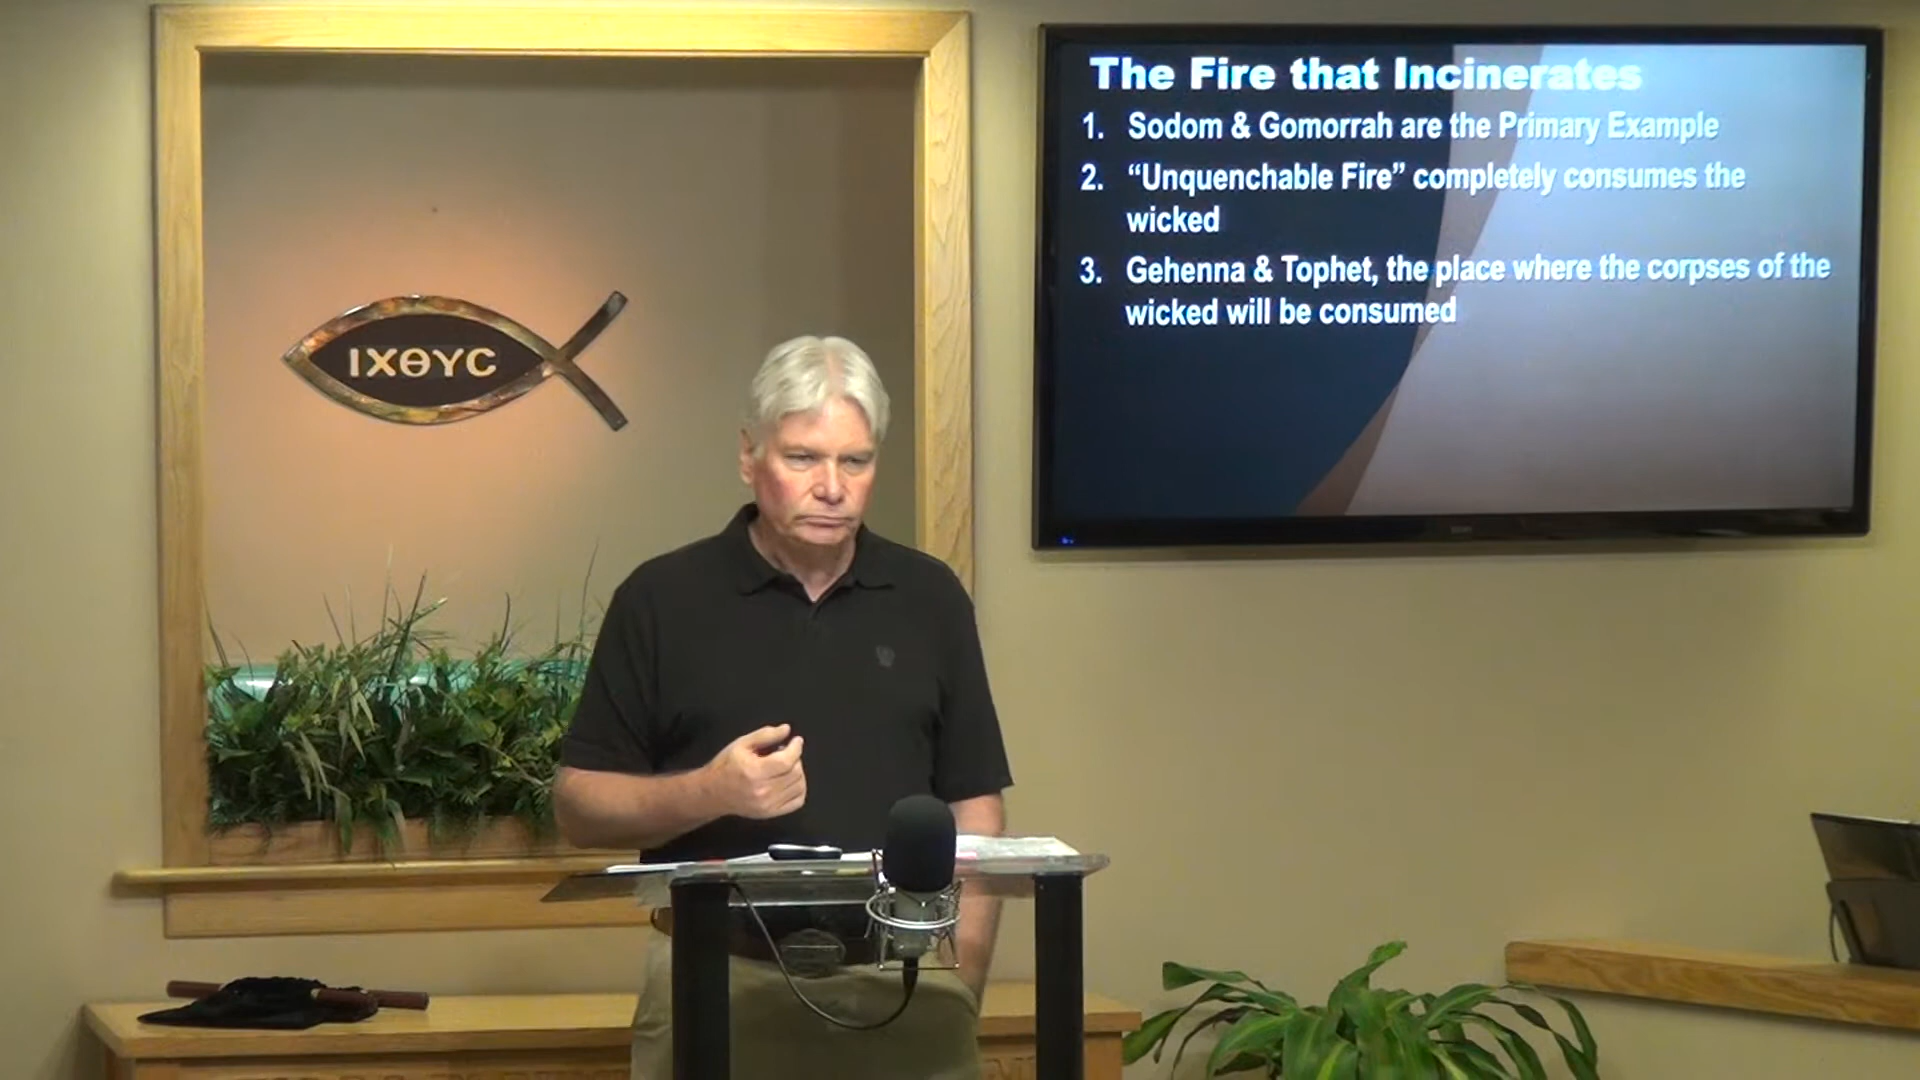 The Fire that Incinerates
1. Sodom & Gomorrah are the Primary Example
2. “Unquenchable Fire” completely consumes the
wicked
3. Gehenna & Tophet, the place where the corpses of the
wicked will be consumed
ΙΧΘΥϹ